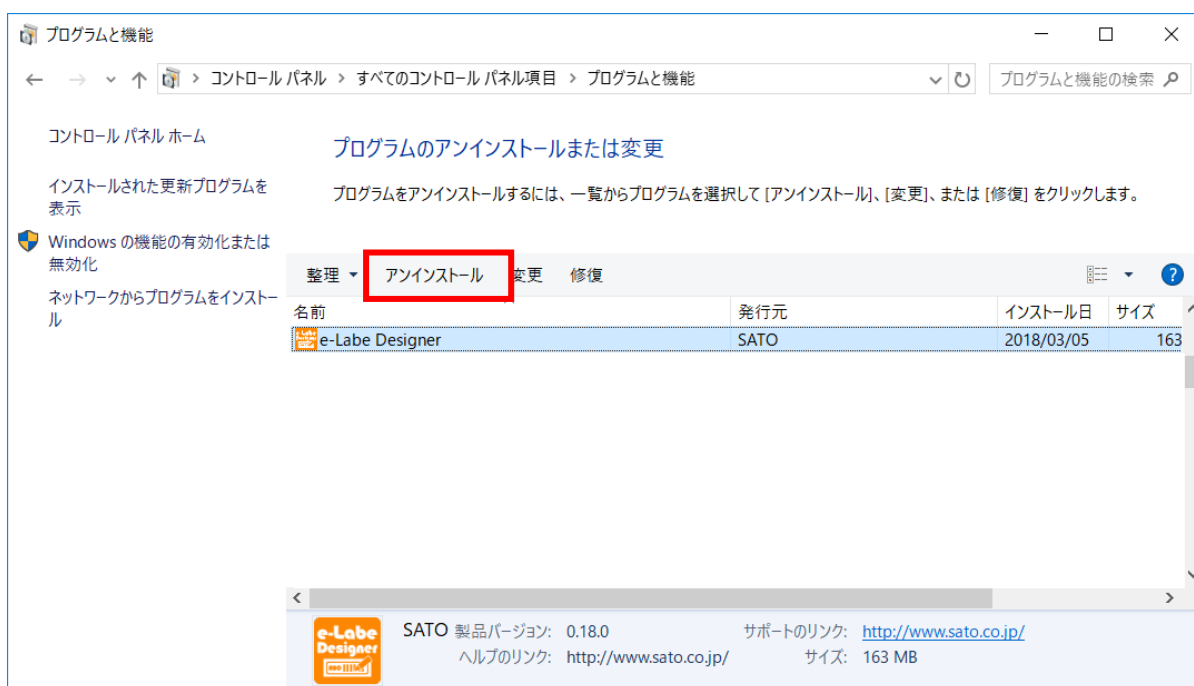 プログラムと機能
コントロール パネル > すべてのコントロール パネル項目 > プログラムと機能
プログラムと機能の検索
コントロール パネル ホーム
インストールされた更新プログラムを
表示
Windows の機能の有効化または
無効化
ネットワークからプログラムをインストー
ル
プログラムのアンインストールまたは変更
プログラムをアンインストールするには、一覧からプログラムを選択して [アンインストール]、[変更]、または [修復] をクリックします。
整理 アンインストール 変更 修復
名前 発行元 インストール日 サイズ
e-Labe Designer SATO 2018/03/05 163
e-Labe
Designer
SATO 製品バージョン: 0.18.0 サポートのリンク: http://www.sato.co.jp/
ヘルプのリンク: http://www.sato.co.jp/ サイズ: 163 MB